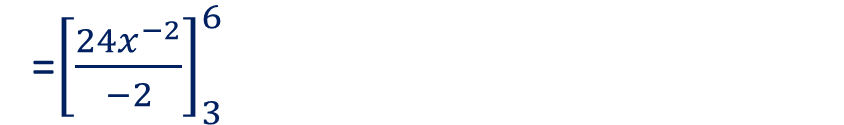 = [24x⁻² / −2]₃⁶